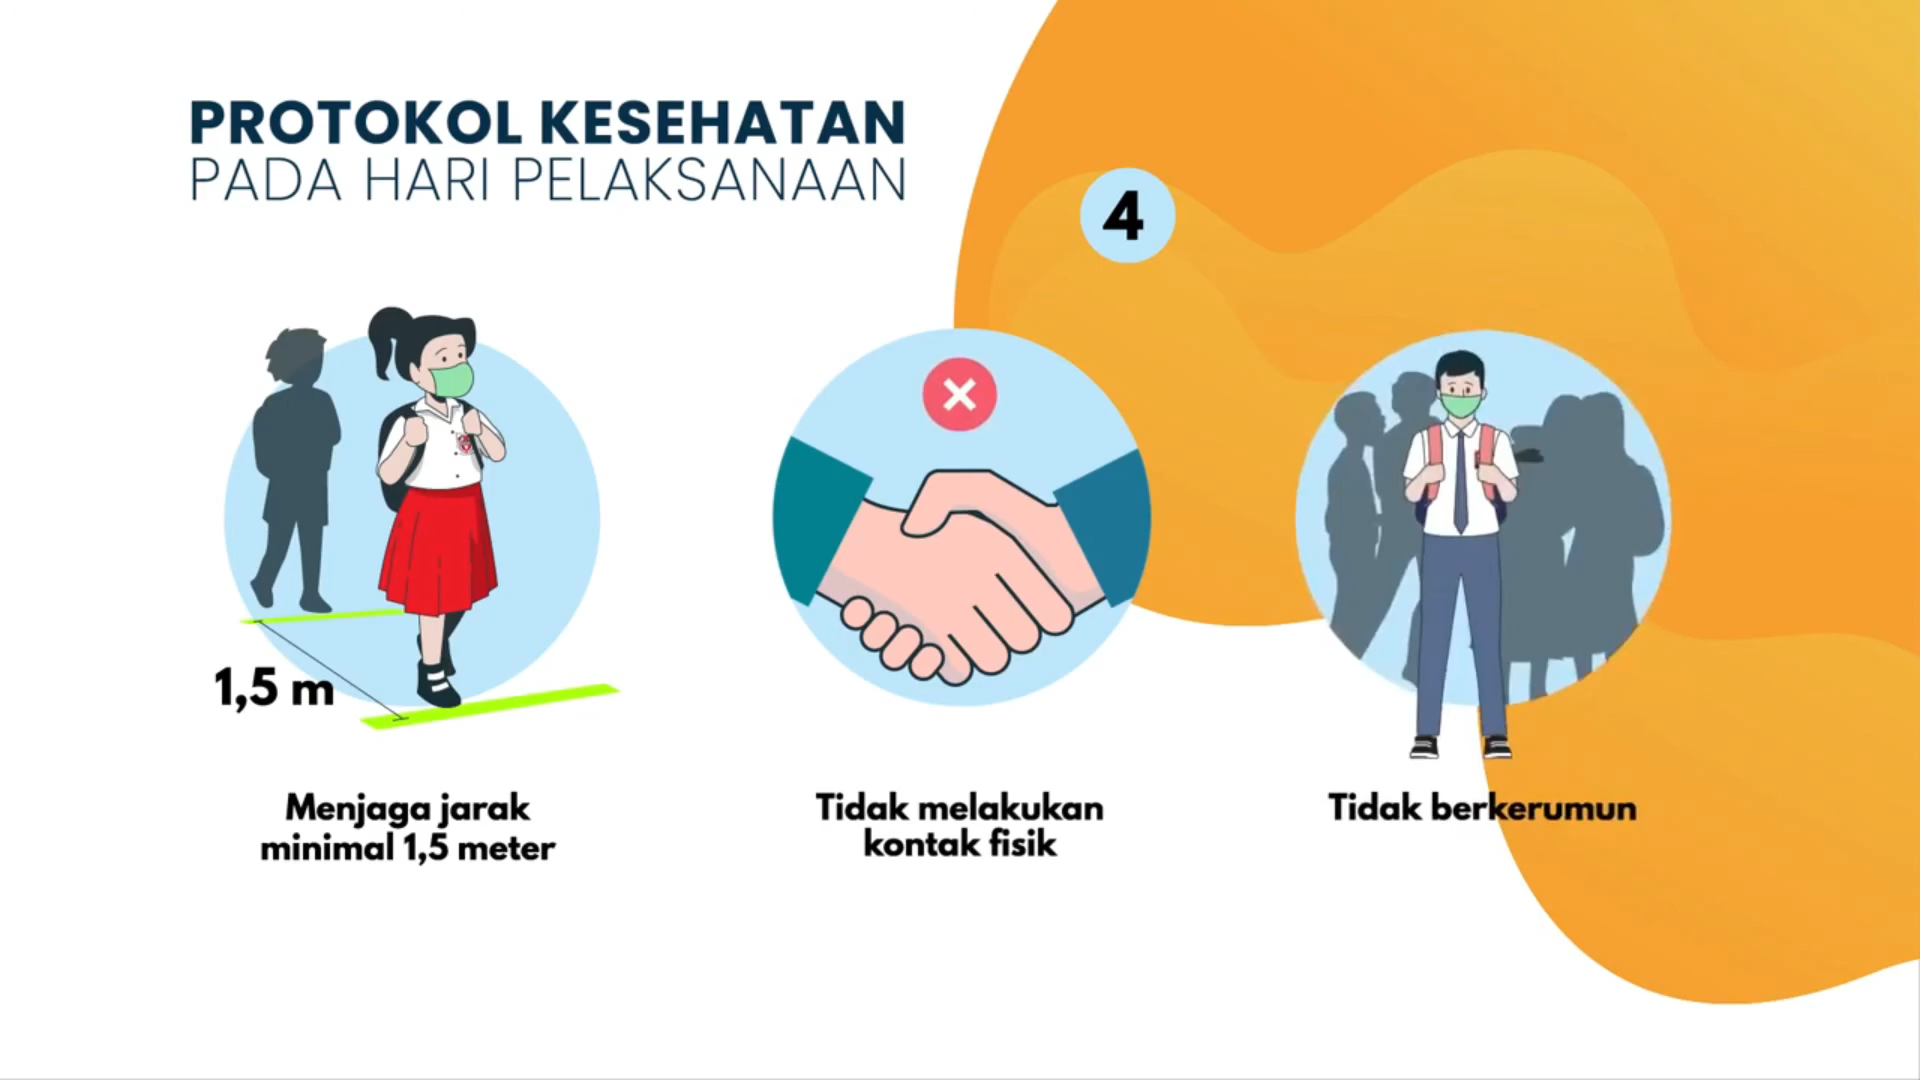 PROTOKOL KESEHATAN
PADA HARI PELAKSANAAN
4
1,5 m
Menjaga jarak
minimal 1,5 meter
Tidak melakukan
kontak fisik
Tidak berkerumun